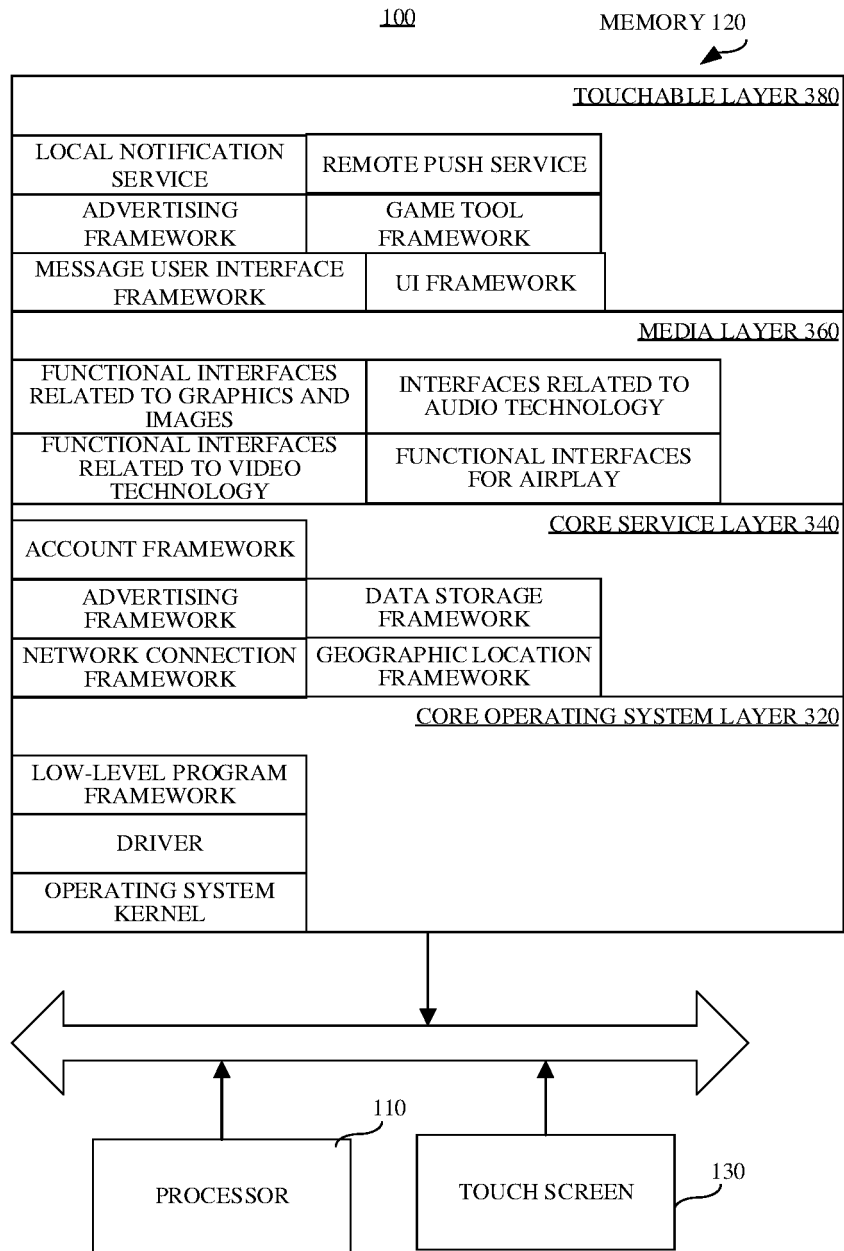 100
MEMORY 120
TOUCHABLE LAYER 380
LOCAL NOTIFICATION
SERVICE
REMOTE PUSH SERVICE
ADVERTISING
FRAMEWORK
GAME TOOL
FRAMEWORK
MESSAGE USER INTERFACE
FRAMEWORK
UI FRAMEWORK
MEDIA LAYER 360
FUNCTIONAL INTERFACES
RELATED TO GRAPHICS AND
IMAGES
INTERFACES RELATED TO
AUDIO TECHNOLOGY
FUNCTIONAL INTERFACES
RELATED TO VIDEO
TECHNOLOGY
FUNCTIONAL INTERFACES
FOR AIRPLAY
CORE SERVICE LAYER 340
ACCOUNT FRAMEWORK
ADVERTISING
FRAMEWORK
DATA STORAGE
FRAMEWORK
NETWORK CONNECTION
FRAMEWORK
GEOGRAPHIC LOCATION
FRAMEWORK
CORE OPERATING SYSTEM LAYER 320
LOW-LEVEL PROGRAM
FRAMEWORK
DRIVER
OPERATING SYSTEM
KERNEL
110
PROCESSOR
TOUCH SCREEN
130